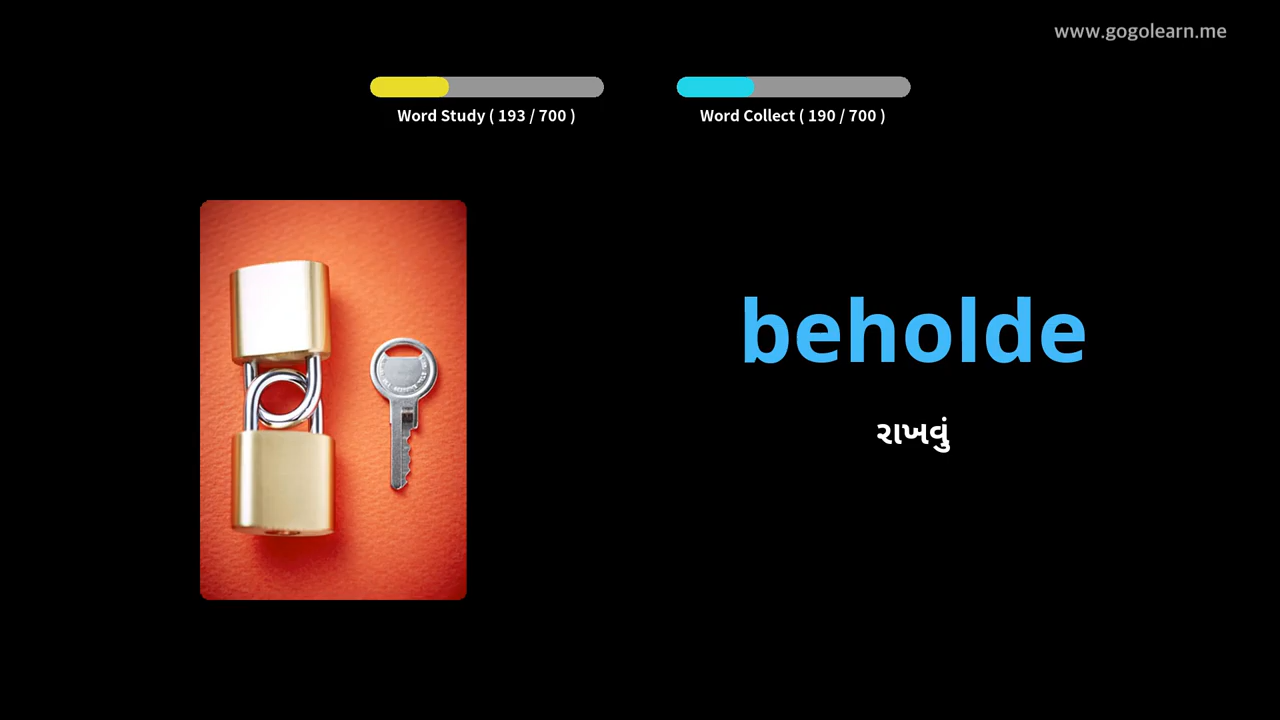 www.gogolearn.me
Word Study ( 193 / 700 )
Word Collect ( 190 / 700 )
beholde
રાખવું